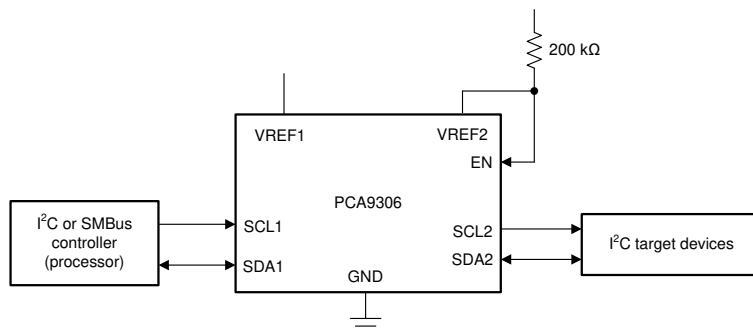 200 kΩ
VREF1
VREF2
EN
PCA9306
I²C or SMBus
controller
(processor)
SCL1
SDA1
SCL2
SDA2
GND
I²C target devices